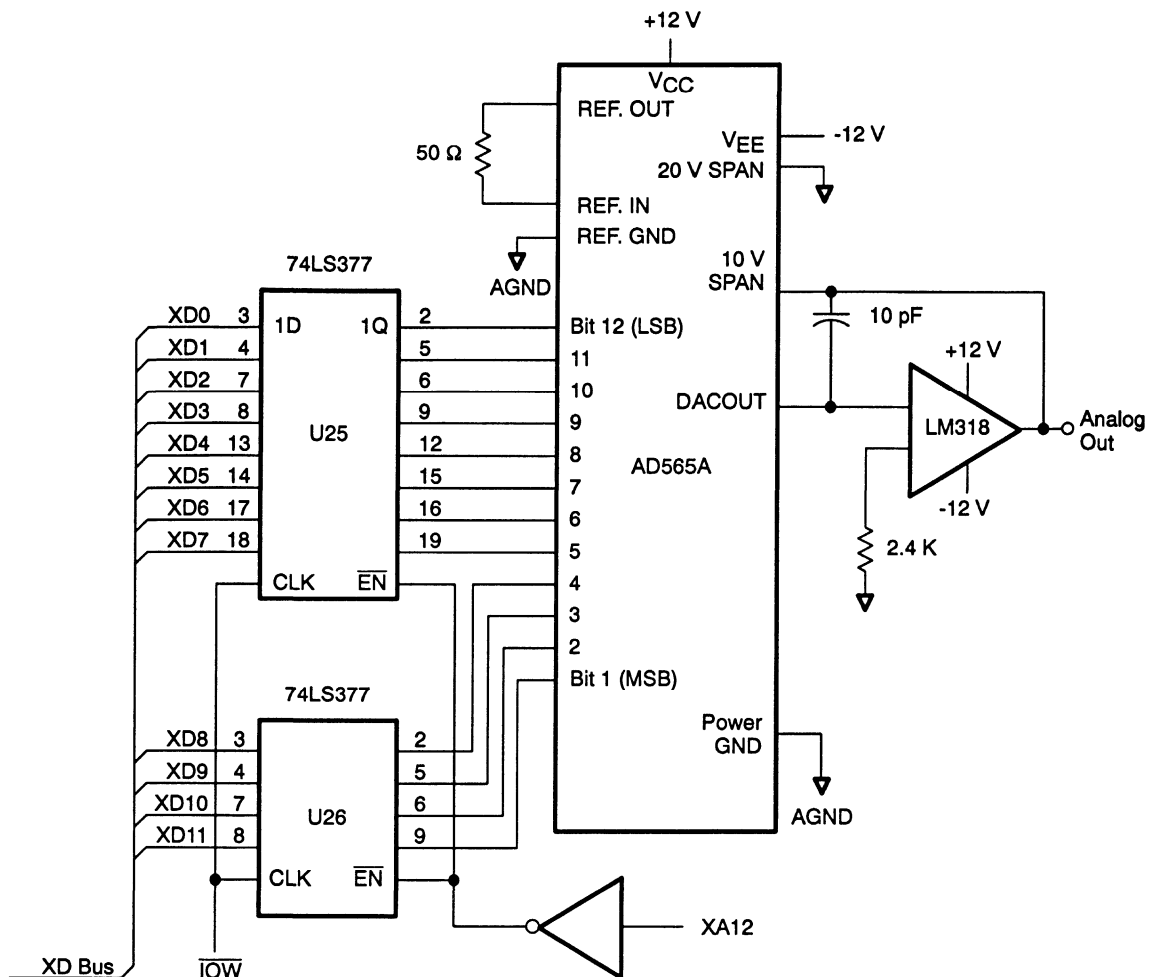 +12 V
VCC
REF. OUT
50 Ω
VEE
-12 V
20 V SPAN
REF. IN
REF. GND
AGND
10 V
SPAN
10 pF
74LS377
XD0 3 1D 1Q 2 Bit 12 (LSB)
XD1 4 5 11
XD2 7 6 10
XD3 8 9 9
XD4 13 12 8
XD5 14 15 7
XD6 17 16 6
XD7 18 19 5
U25
CLK EN 4
3
2
Bit 1 (MSB)
DACOUT
AD565A
+12 V
LM318
-12 V
Analog
Out
2.4 K
74LS377
XD8 3 2
XD9 4 5
XD10 7 6
XD11 8 9
U26
CLK EN
Power
GND
AGND
XA12
XD Bus
IOW